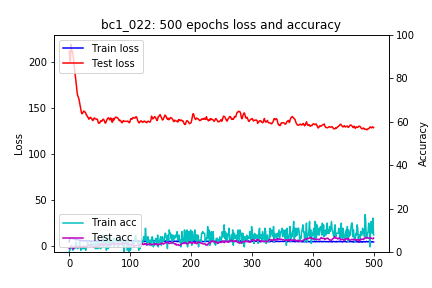 bc1_022: 500 epochs loss and accuracy
Train loss
Test loss
Train acc
Test acc
Loss
Accuracy
200
150
100
50
0
100
80
60
40
20
0
0
100
200
300
400
500